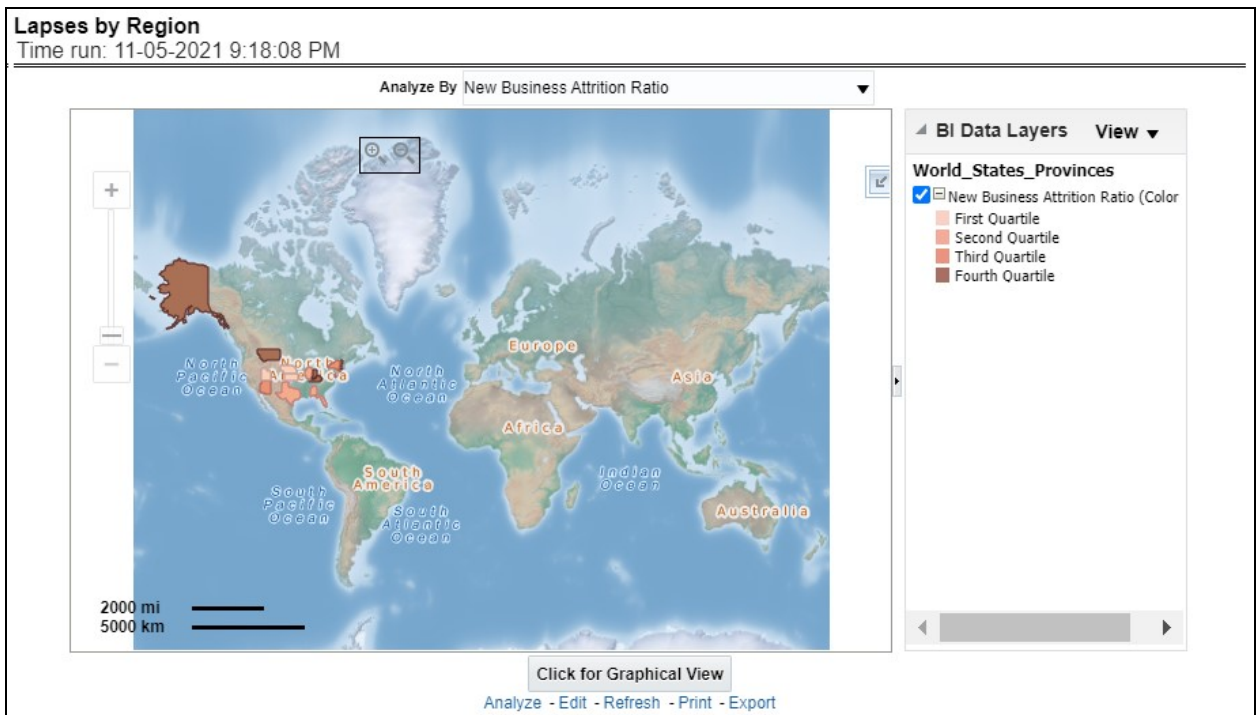 Lapses by Region
Time run: 11-05-2021 9:18:08 PM
Analyze By New Business Attrition Ratio
BI Data Layers View
World_States_Provinces
New Business Attrition Ratio (Color
First Quartile
Second Quartile
Third Quartile
Fourth Quartile
North
Pacific
Ocean
North
America
North
Atlantic
Ocean
Europe
Asia
Africa
South
America
Indian
Ocean
South
Pacific
Ocean
South
Atlantic
Ocean
Australia
2000 mi
5000 km
Click for Graphical View
Analyze - Edit - Refresh - Print - Export